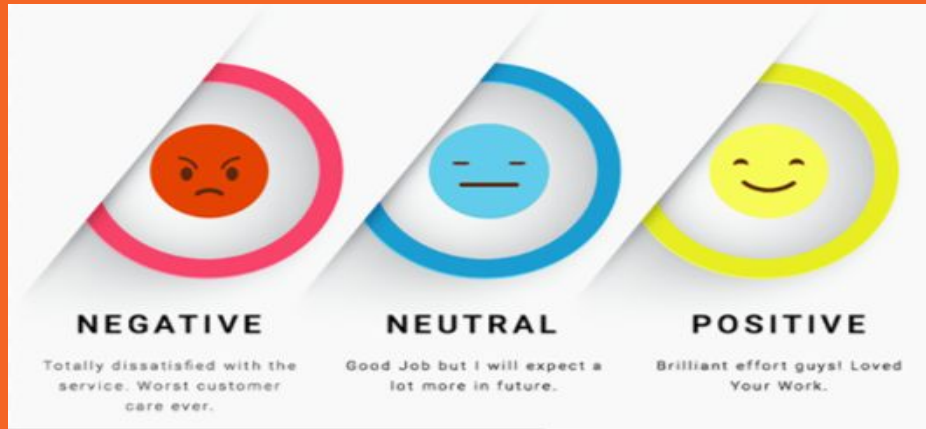 NEGATIVE
Totally dissatisfied with the
service. Worst customer
care ever.
NEUTRAL
Good Job but I will expect a
lot more in future.
POSITIVE
Brilliant effort guys! Loved
Your Work.